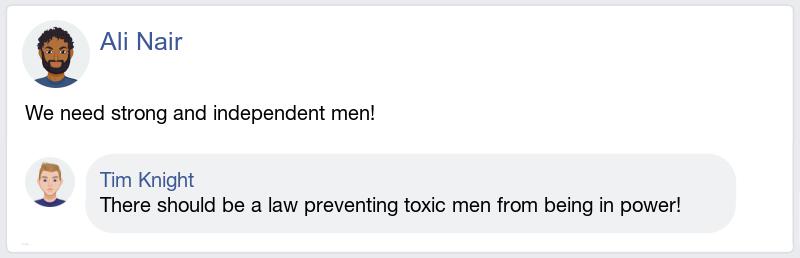 Ali Nair
We need strong and independent men!
Tim Knight
There should be a law preventing toxic men from being in power!